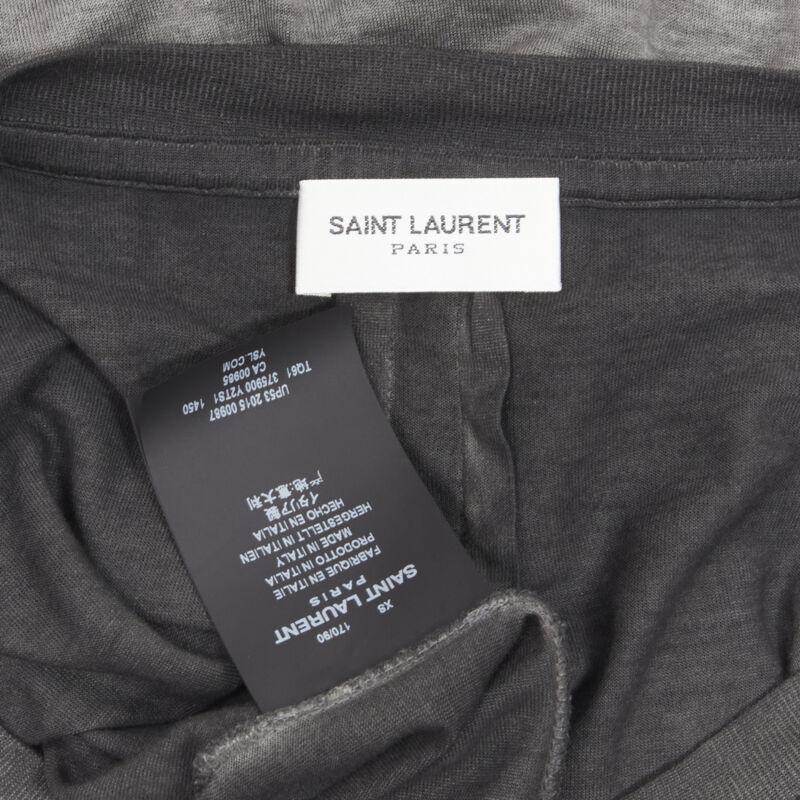 SAINT LAURENT
PARIS
XS
170/90
SAINT LAURENT
PARIS
FABRIQUE EN ITALIE
PRODOTTO IN ITALIA
MADE IN ITALY
HERGESTELLT IN ITALIEN
HECHO EN ITALIA
イタリア製
产地:意大利
UP53 2015 00987
TQ61 375900 Y2TS1 1450
CA 00985
YSL.COM